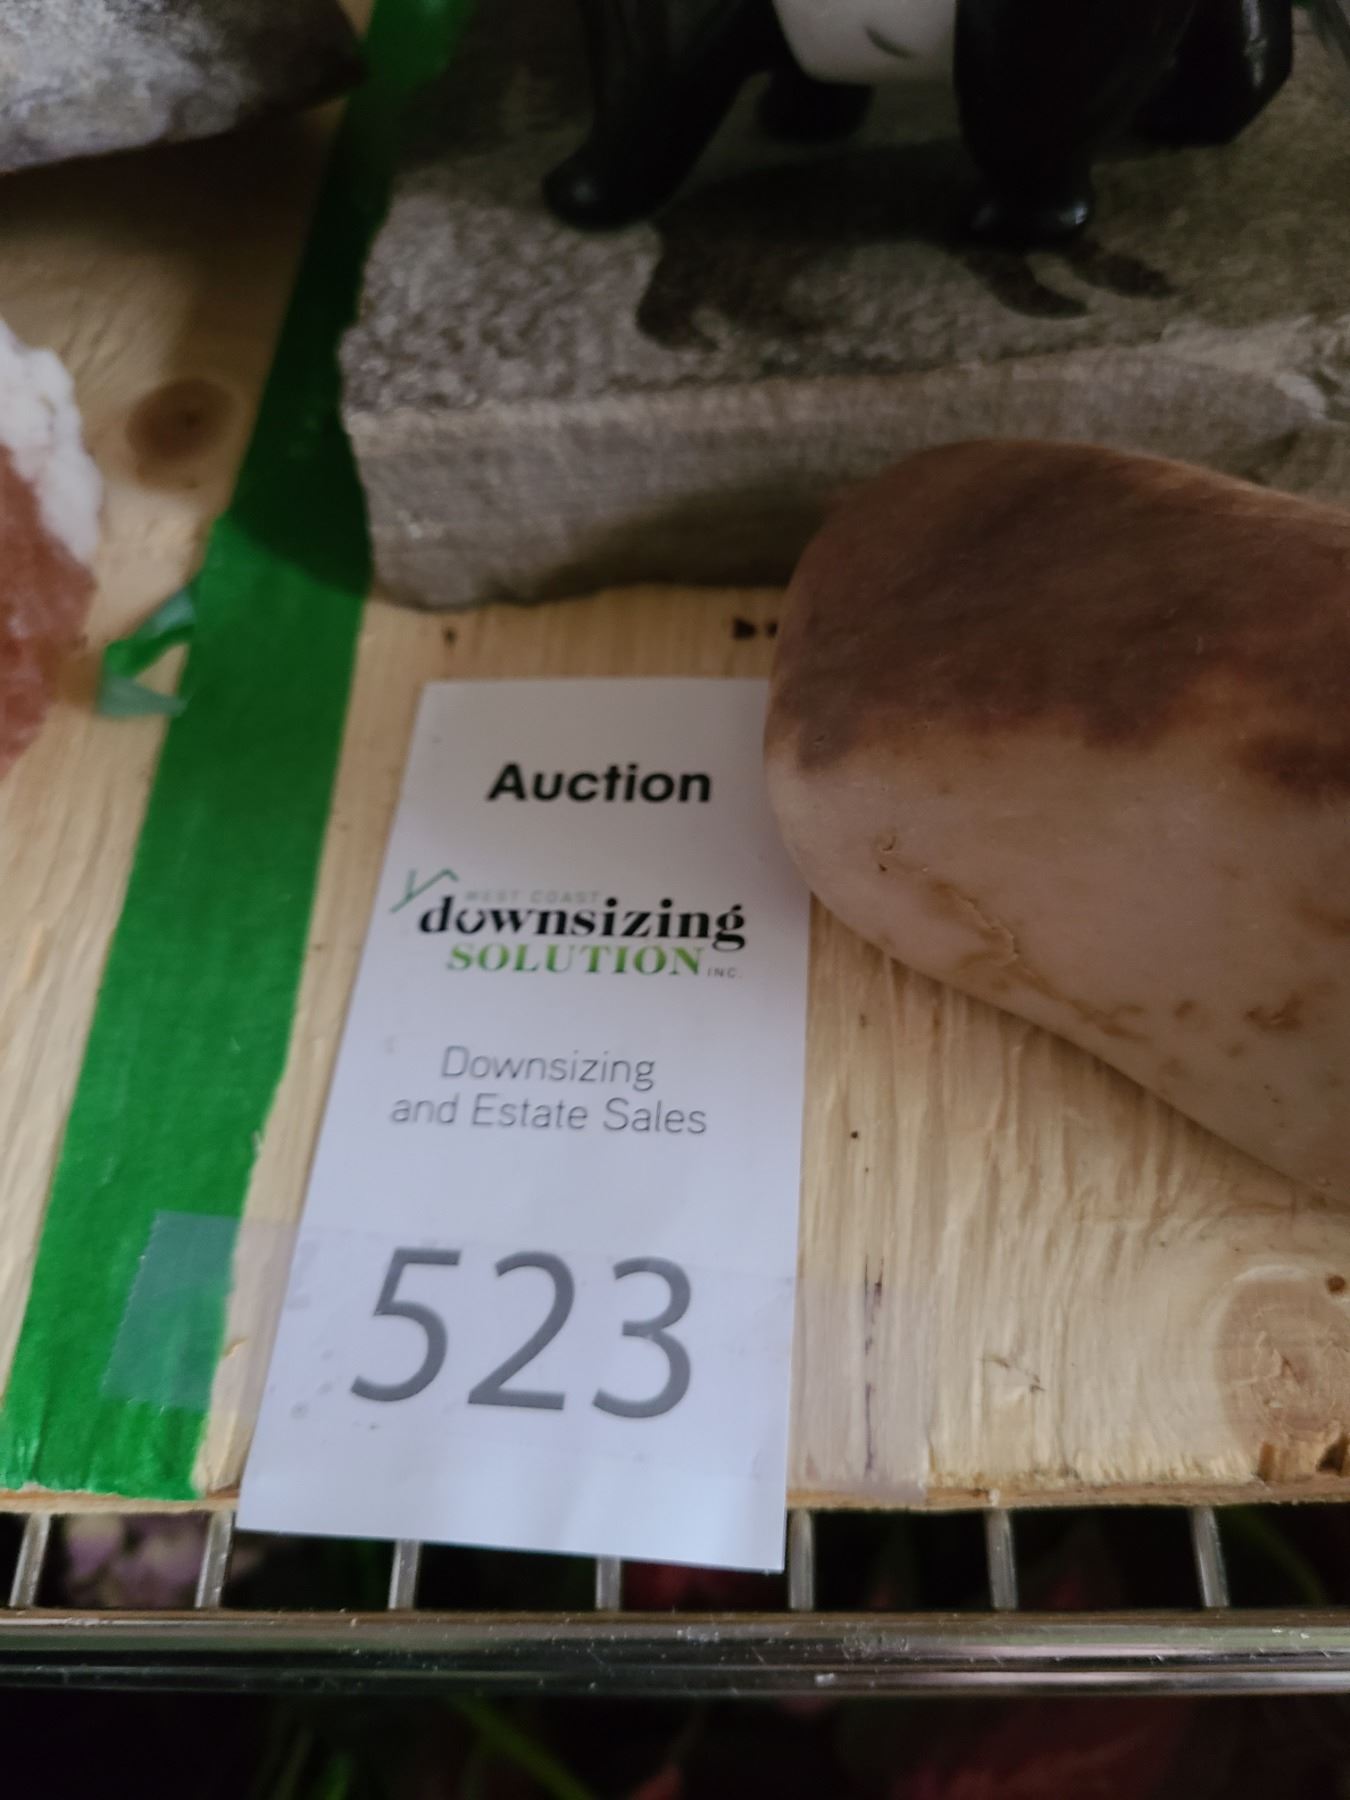 Auction
WEST COAST
downsizing
SOLUTION INC.
Downsizing
and Estate Sales
523